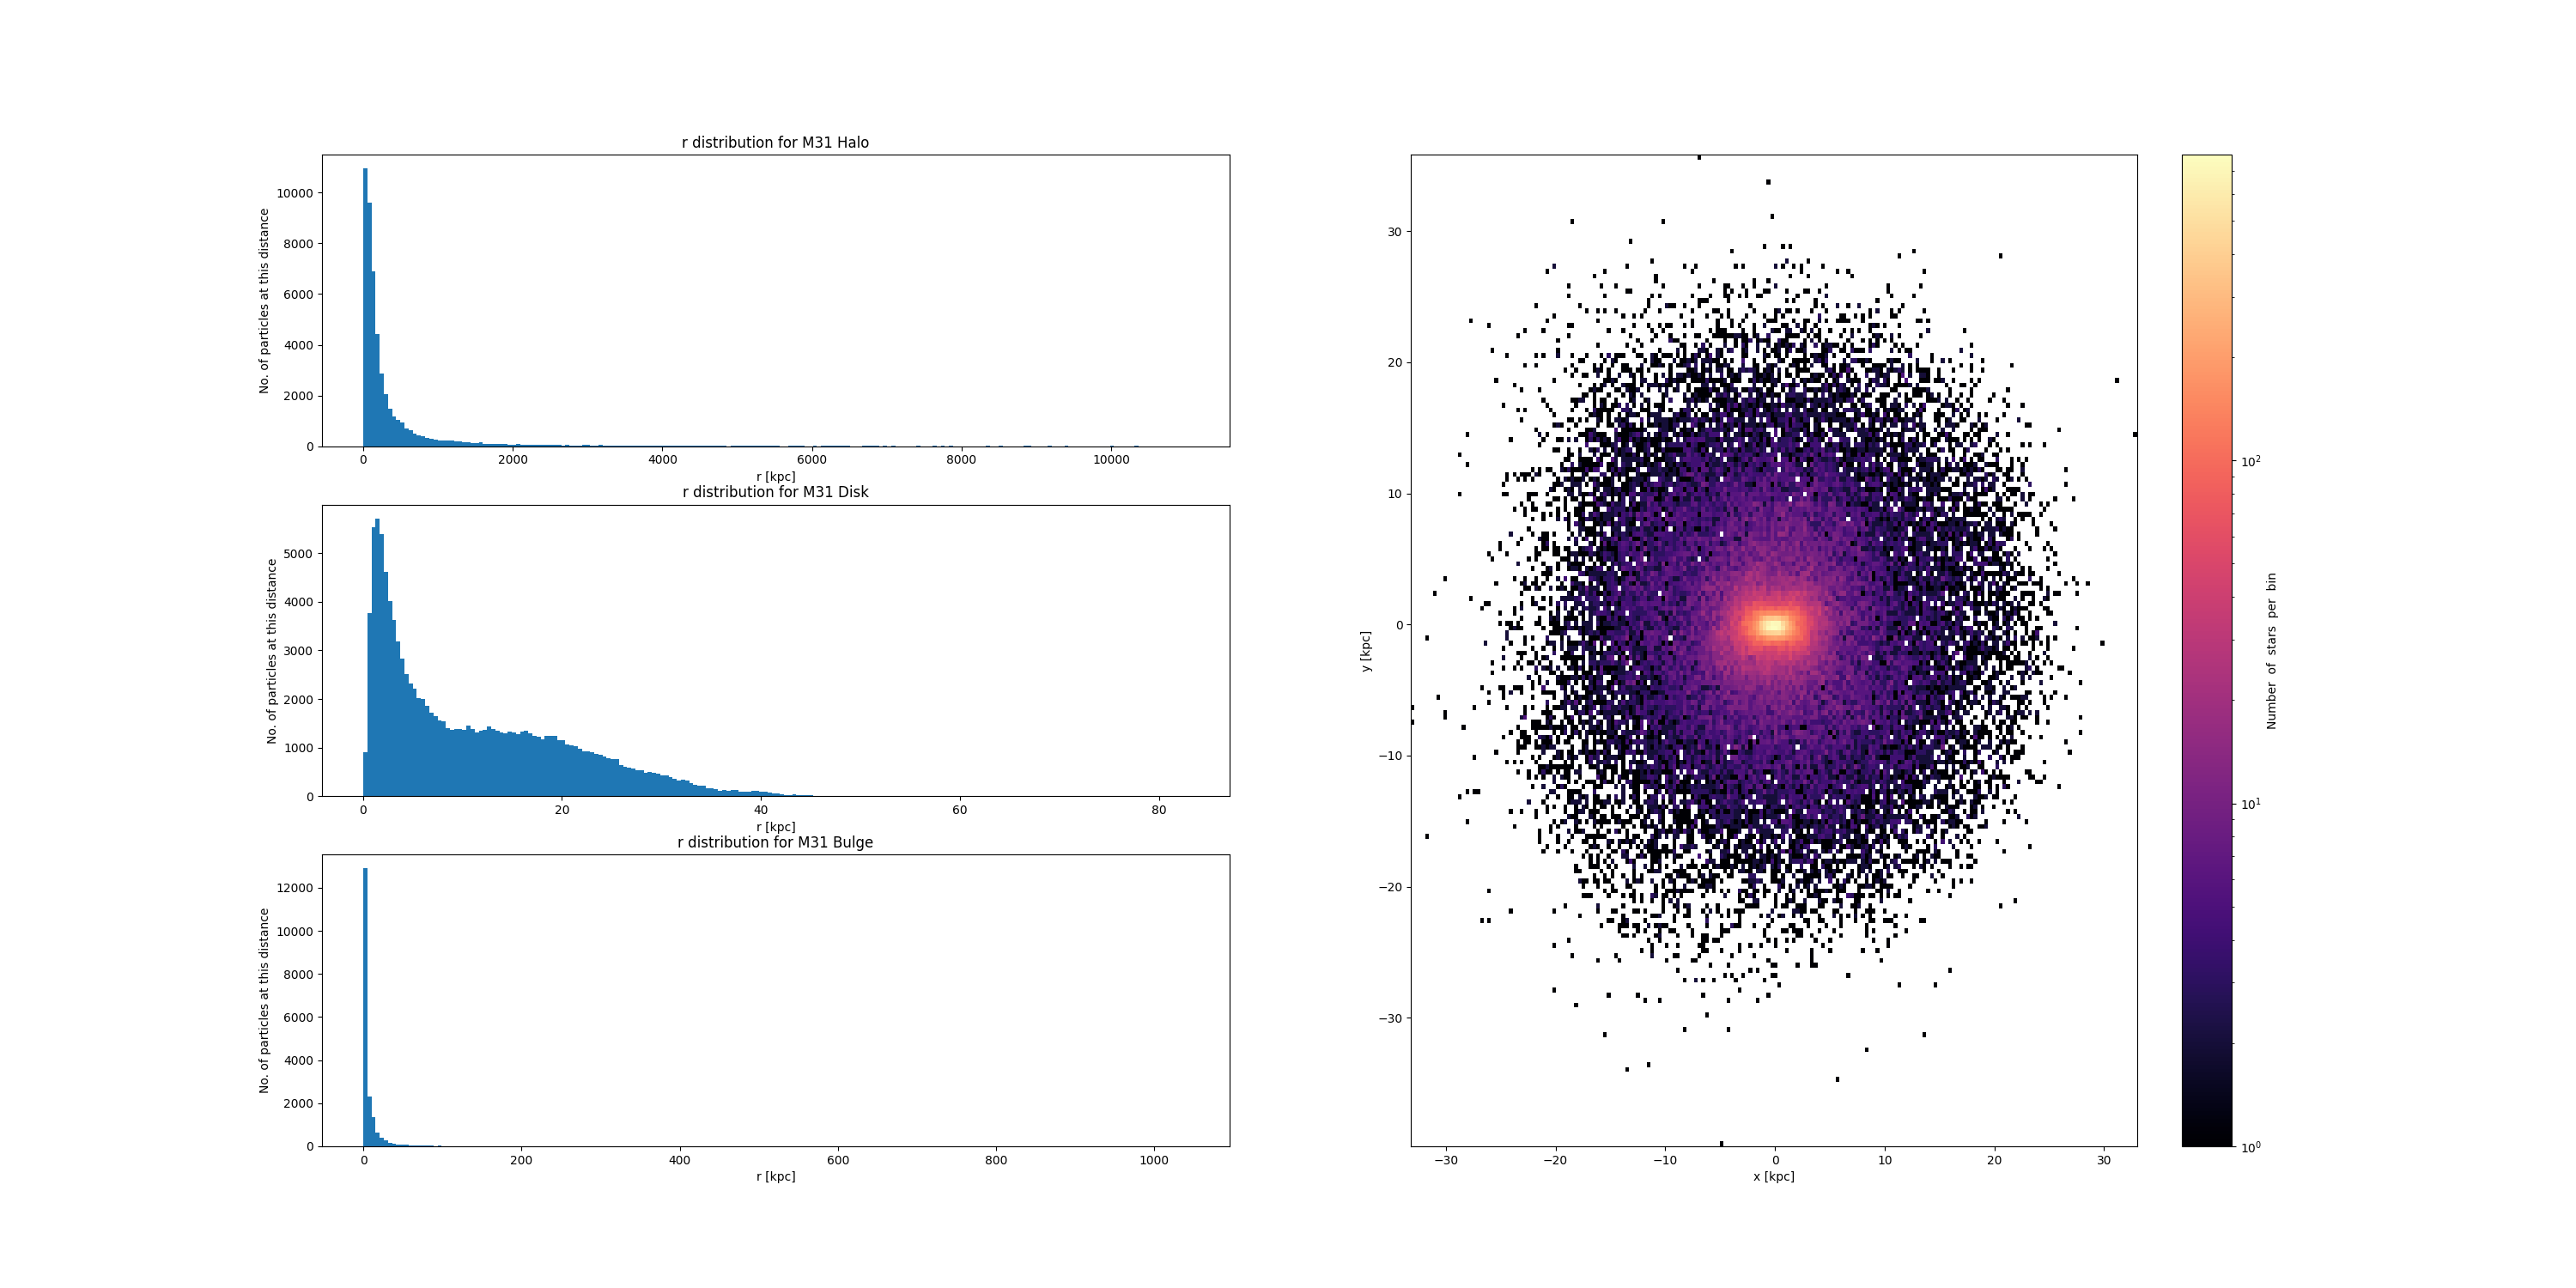 r distribution for M31 Halo
No. of particles at this distance
10000
8000
6000
4000
2000
0
0 2000 4000 6000 8000 10000
r [kpc]
r distribution for M31 Disk
No. of particles at this distance
5000
4000
3000
2000
1000
0
0 20 40 60 80
r [kpc]
r distribution for M31 Bulge
No. of particles at this distance
12000
10000
8000
6000
4000
2000
0
0 200 400 600 800 1000
r [kpc]
y [kpc]
30
20
10
0
−10
−20
−30
−30 −20 −10 0 10 20 30
x [kpc]
10²
10¹
10⁰
Number of stars per bin